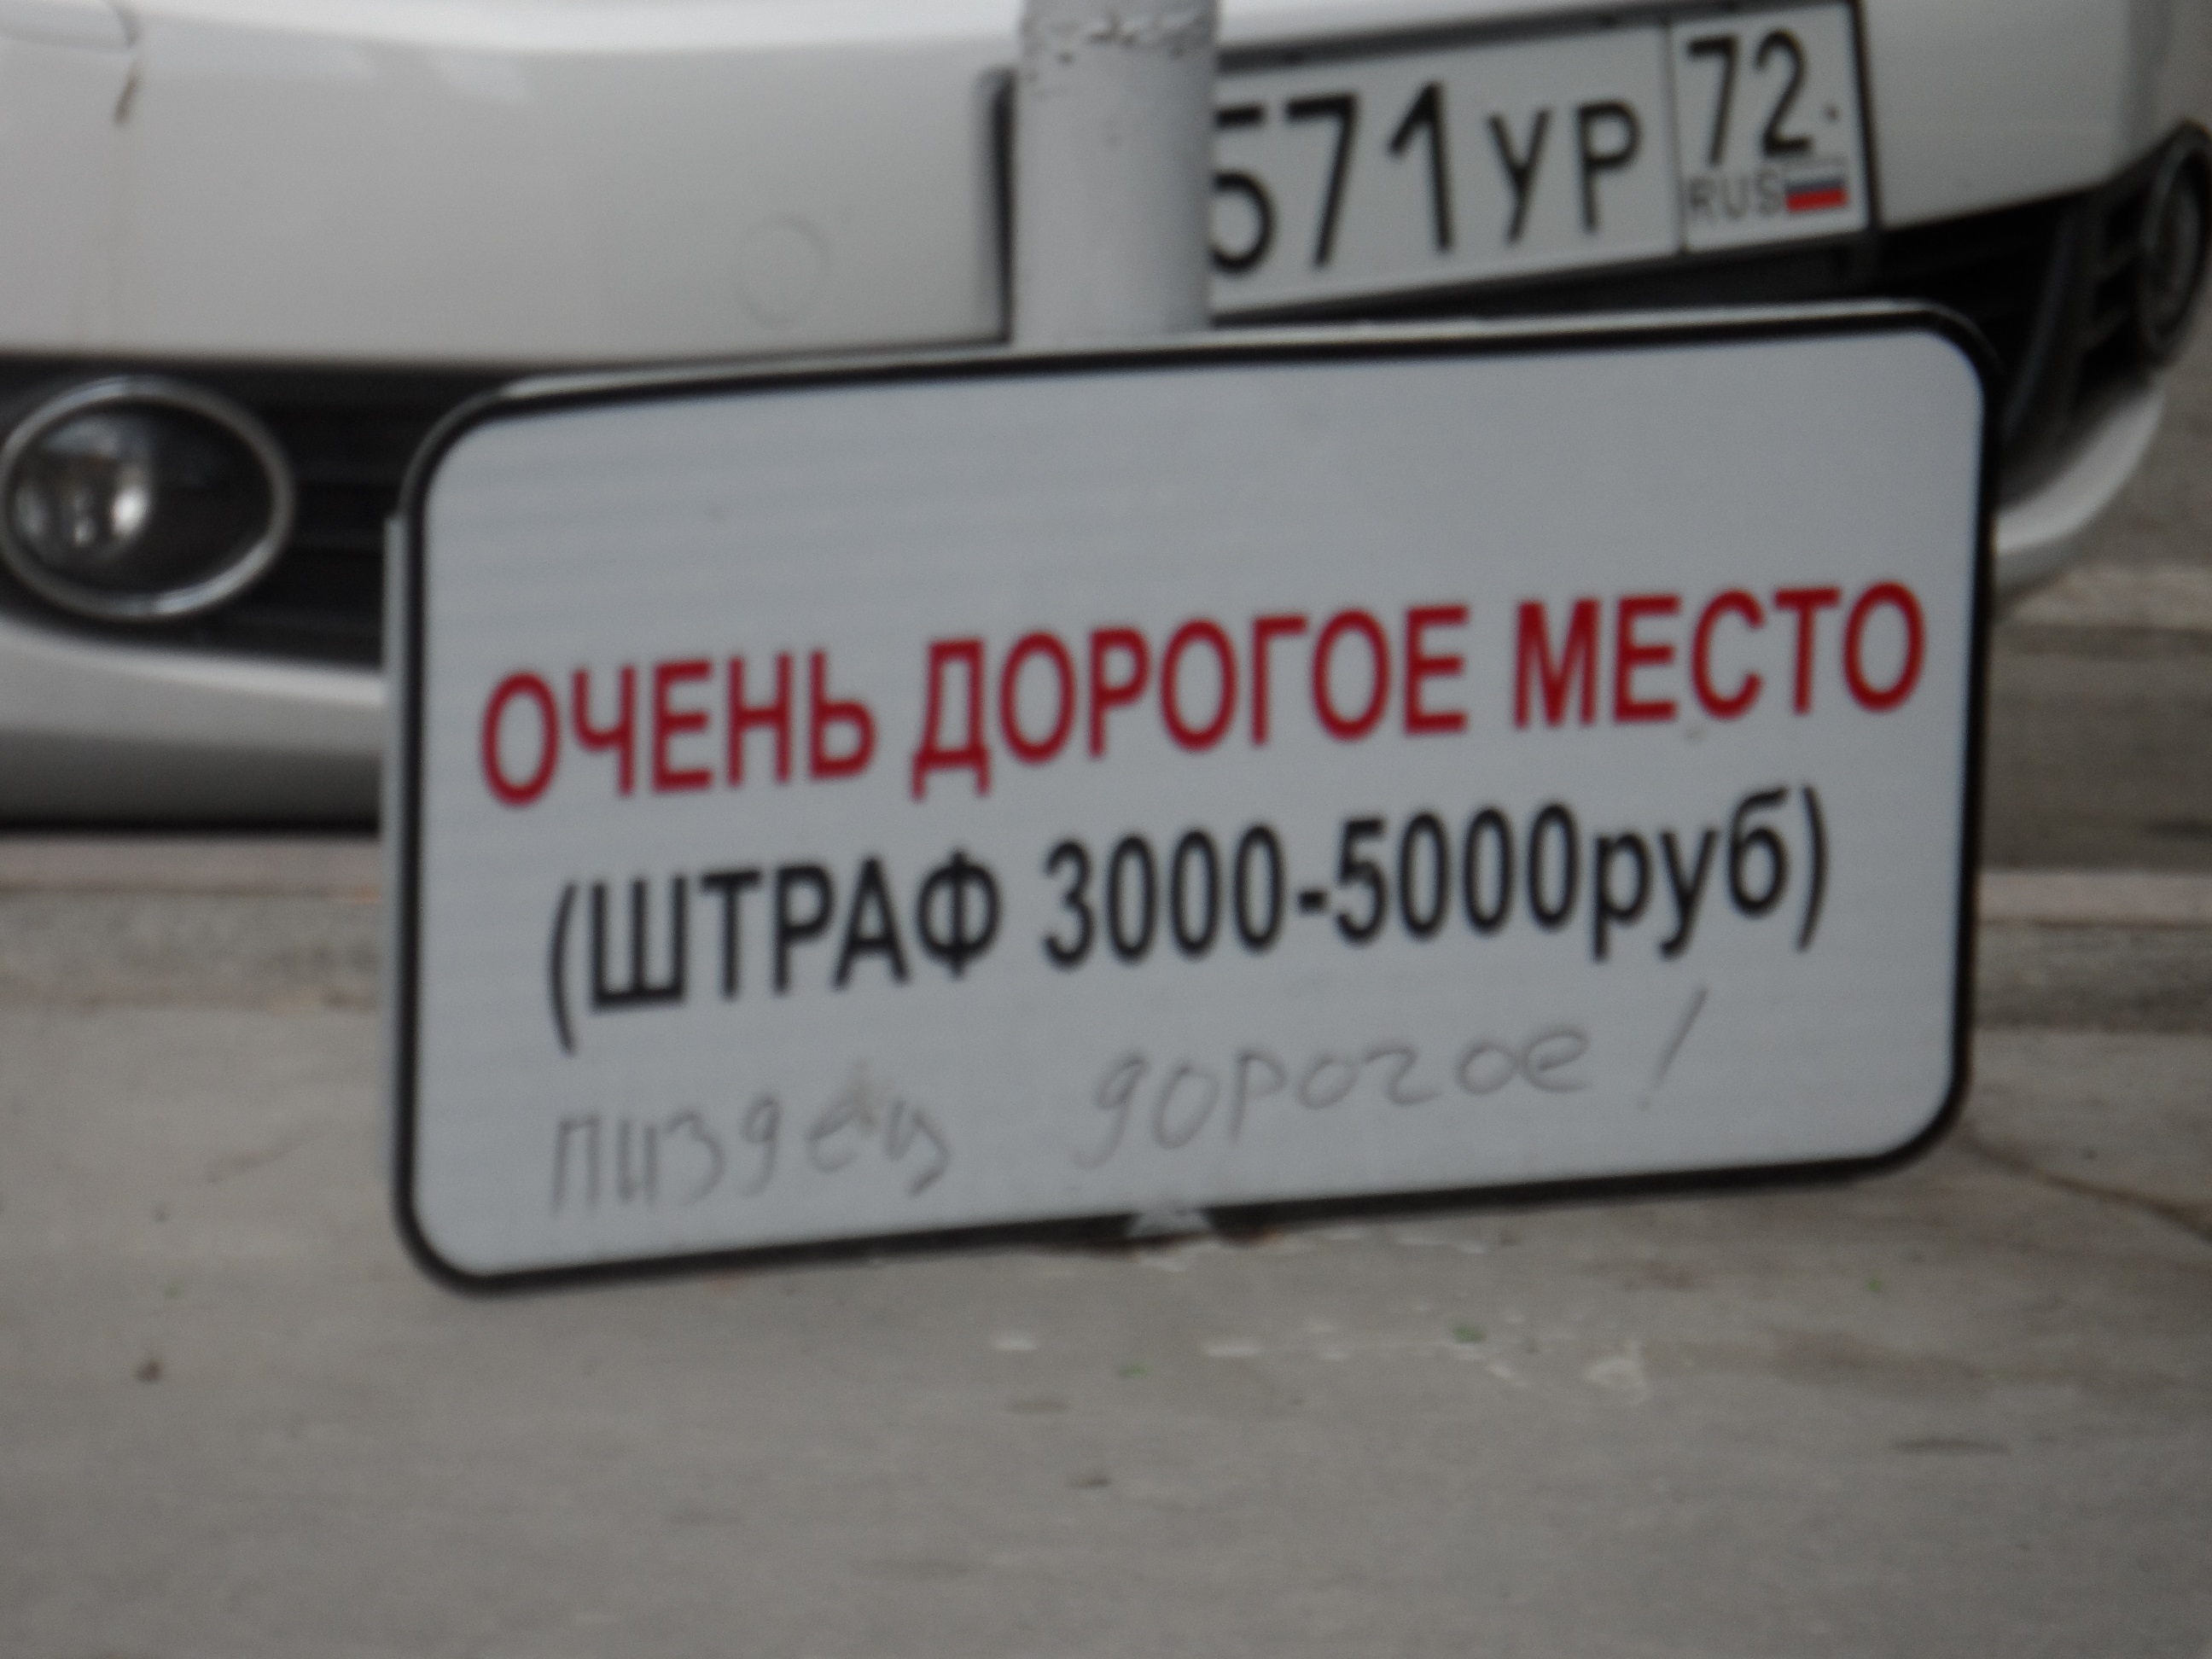 571УР 72
RUS
ОЧЕНЬ ДОРОГОЕ МЕСТО
(ШТРАФ 3000-5000руб)
пиздец дорогое!